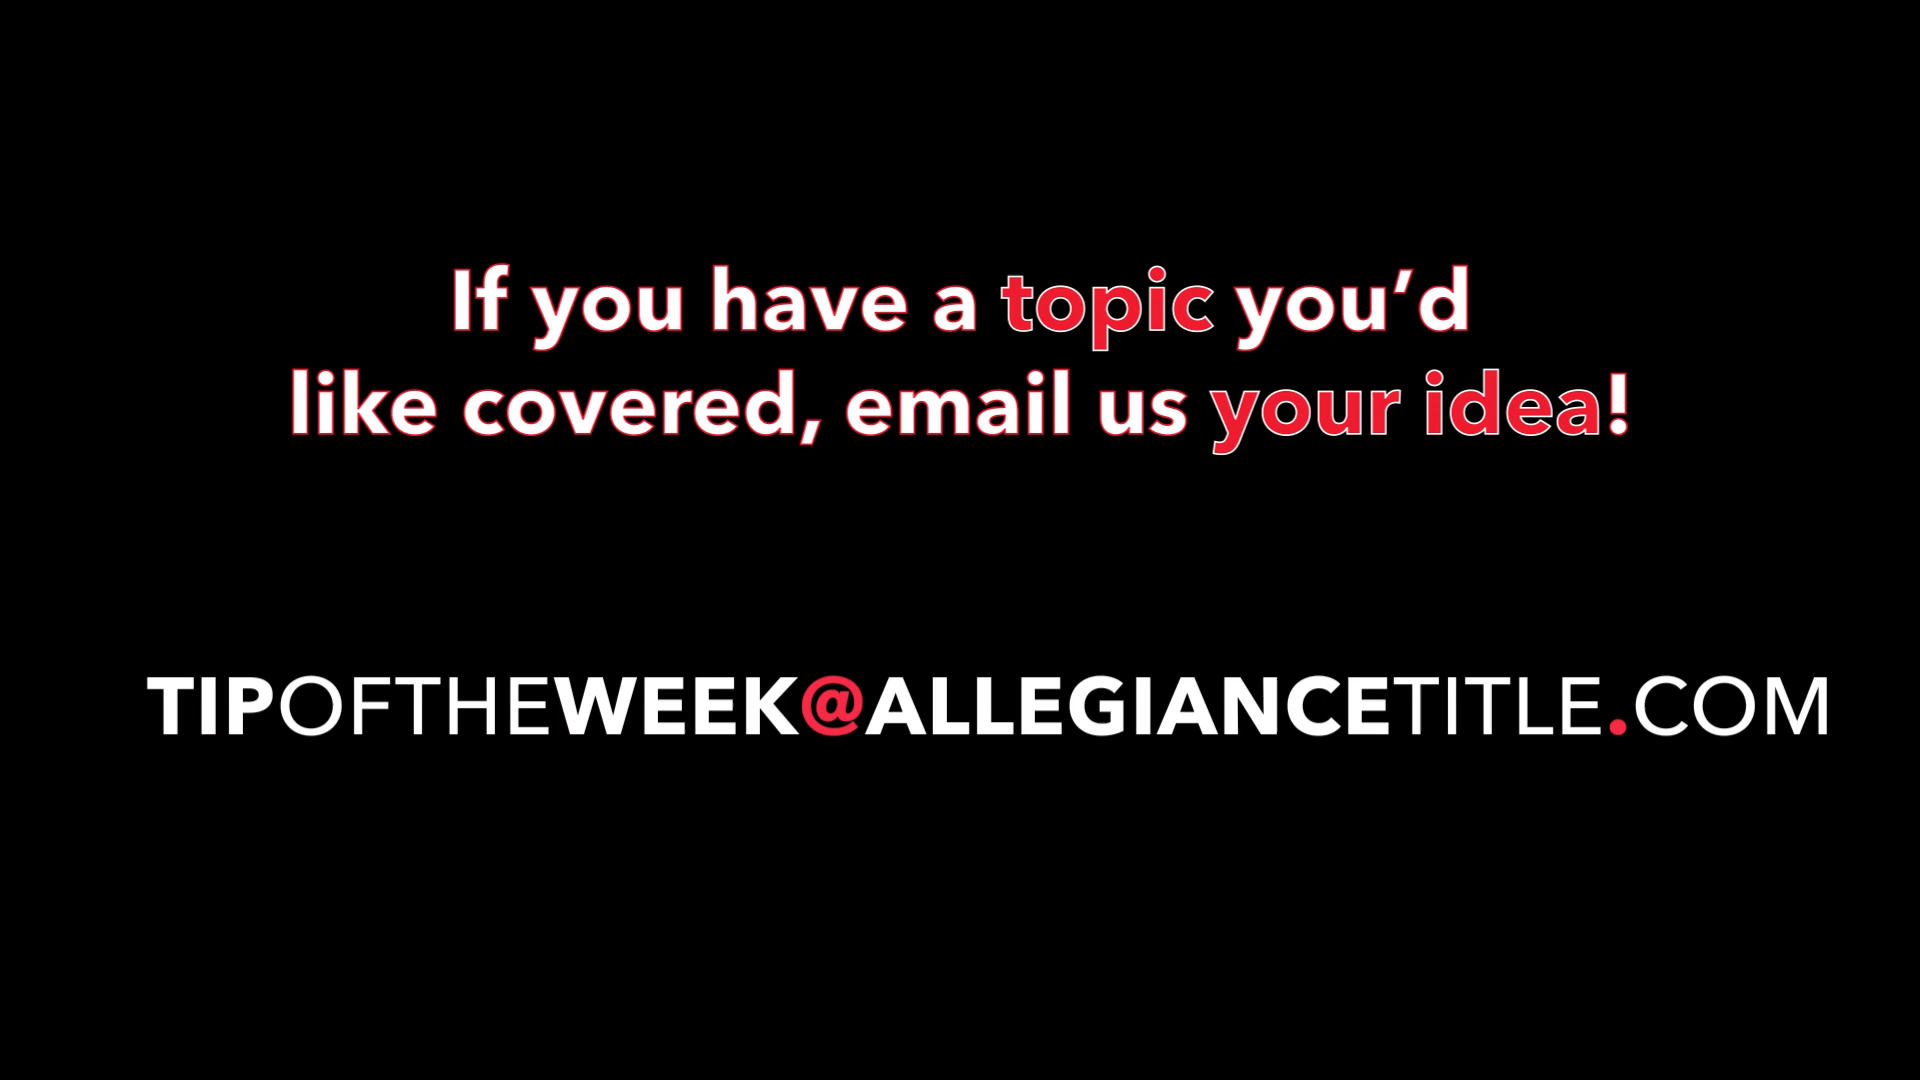 If you have a topic you’d
like covered, email us your idea!
TIPOFTHEWEEK@ALLEGIANCETITLE.COM